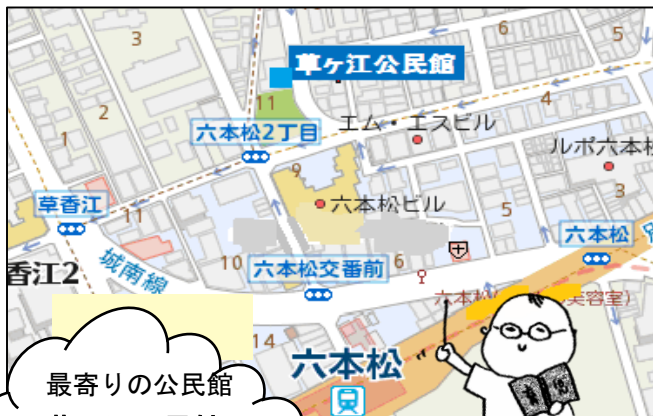 3
6
5
草ヶ江公民館
2
11
4
1
六本松2丁目
エム・エスビル
ルポ六本松
9
3
草香江
11
六本松ビル
5
六本松
香江2
城南線
10
六本松交番前
6
美容室)
14
六本松
最寄りの公民館